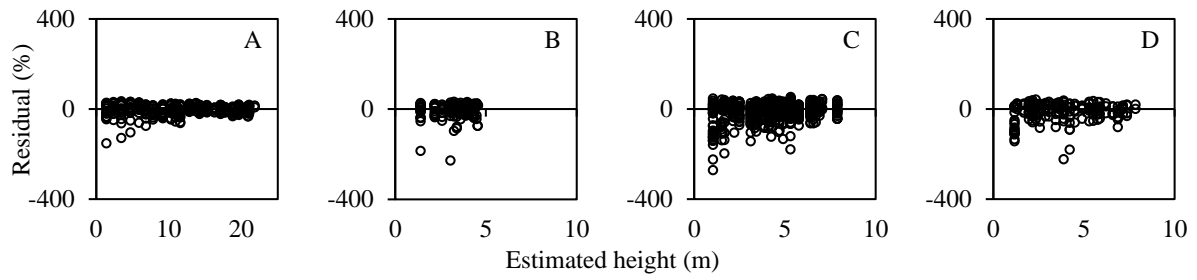 400 400 400 400
A B C D
Residual (%)
0 0 0 0
-400 -400 -400 -400
0 10 20 0 5 10 0 5 10 0 5 10
Estimated height (m)